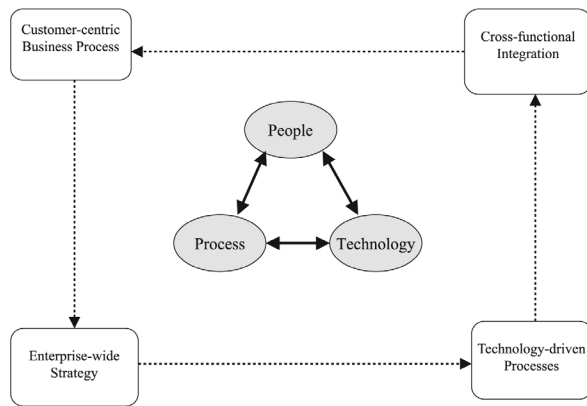 Customer-centric
Business Process
Cross-functional
Integration
People
Process
Technology
Enterprise-wide
Strategy
Technology-driven
Processes